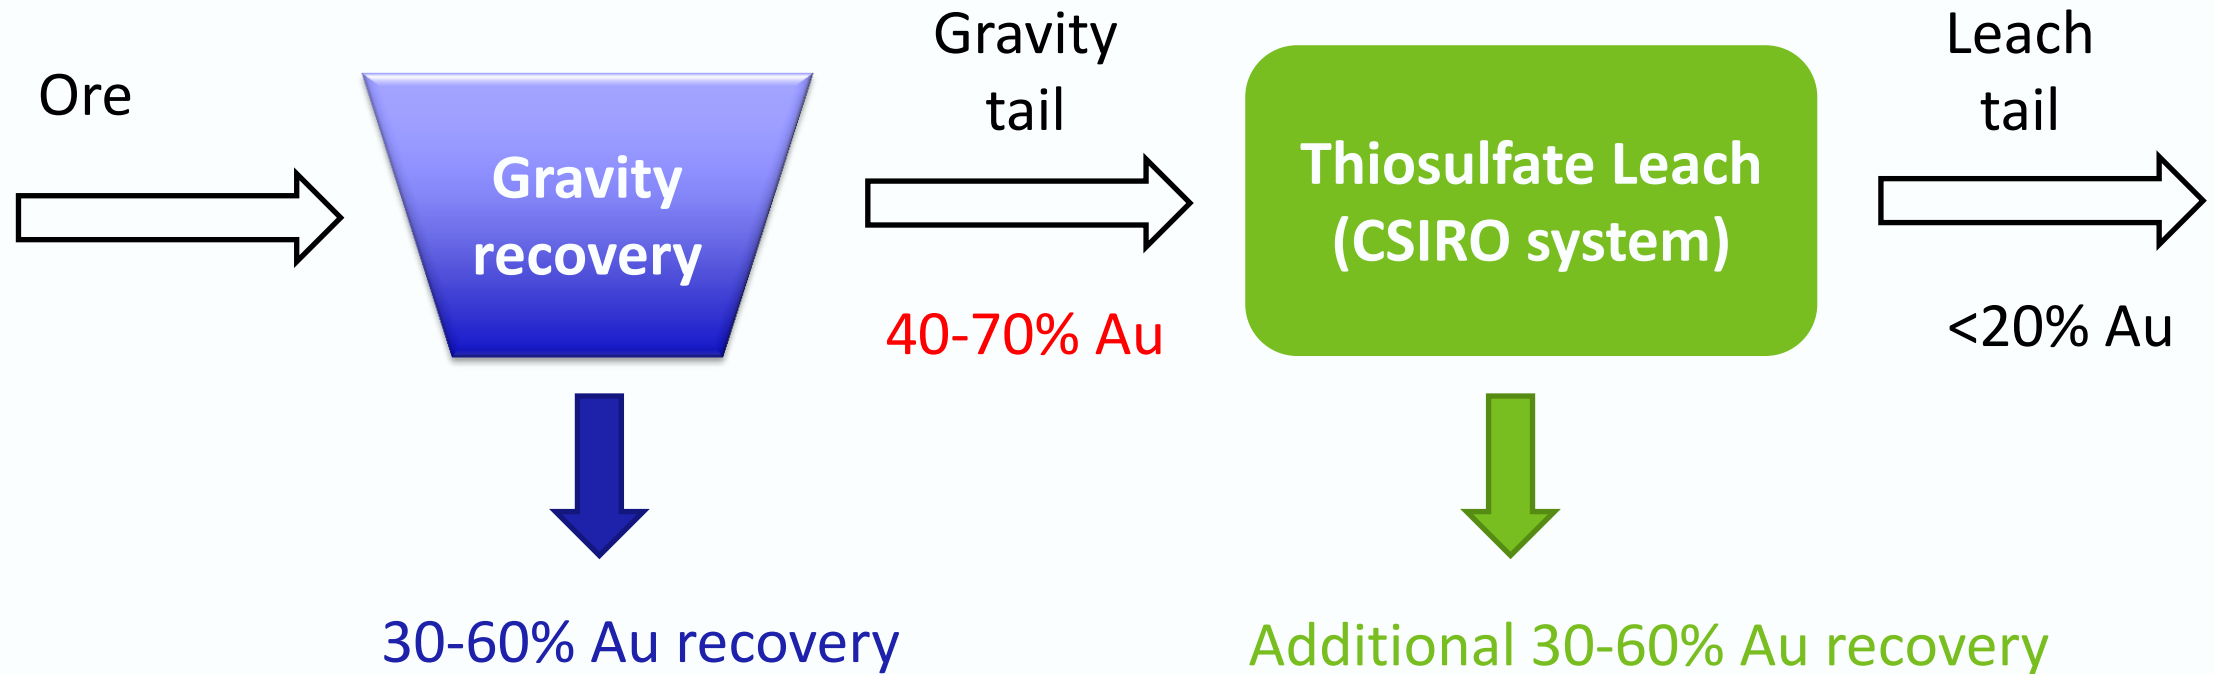 Ore
Gravity
recovery
Gravity
tail
40-70% Au
Thiosulfate Leach
(CSIRO system)
Leach
tail
<20% Au
30-60% Au recovery
Additional 30-60% Au recovery